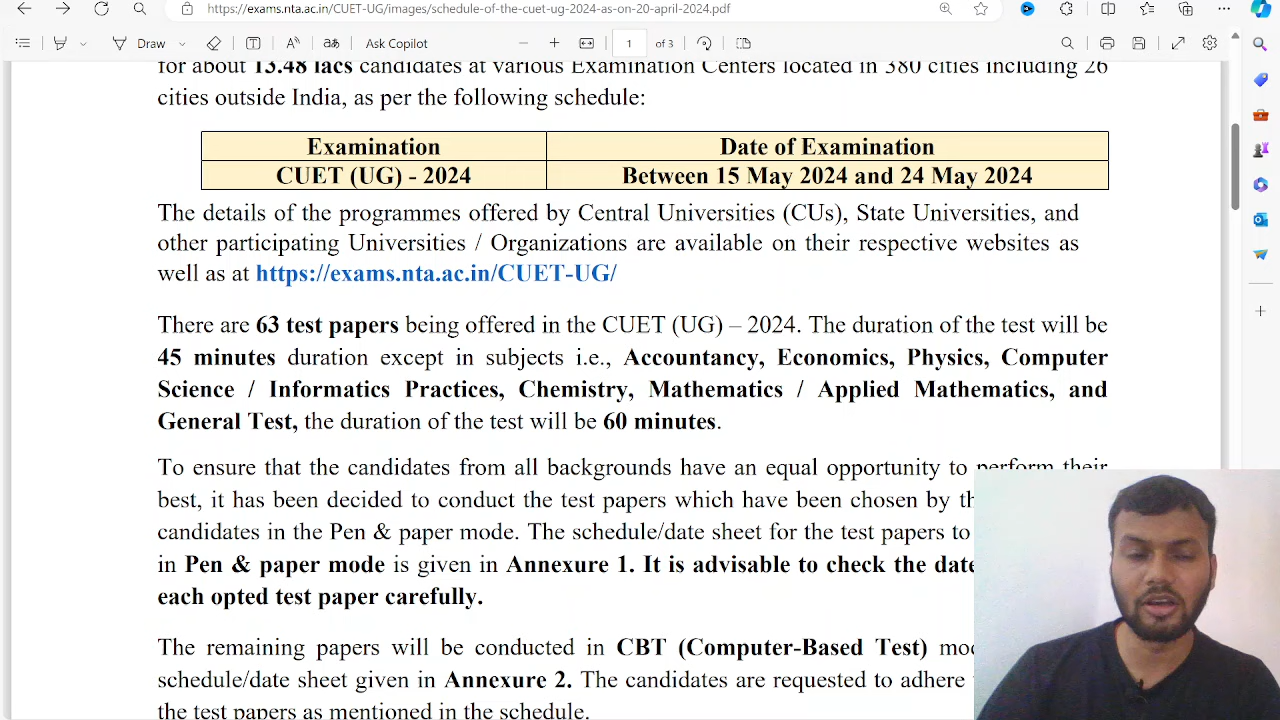 https://exams.nta.ac.in/CUET-UG/images/schedule-of-the-cuet-ug-2024-as-on-20-april-2024.pdf
Draw
Ask Copilot
1
of 3
for about 13.48 lacs candidates at various Examination Centers located in 380 cities including 26
cities outside India, as per the following schedule:
Examination Date of Examination
CUET (UG) - 2024 Between 15 May 2024 and 24 May 2024
The details of the programmes offered by Central Universities (CUs), State Universities, and
other participating Universities / Organizations are available on their respective websites as
well as at https://exams.nta.ac.in/CUET-UG/
There are 63 test papers being offered in the CUET (UG) – 2024. The duration of the test will be
45 minutes duration except in subjects i.e., Accountancy, Economics, Physics, Computer
Science / Informatics Practices, Chemistry, Mathematics / Applied Mathematics, and
General Test, the duration of the test will be 60 minutes.
To ensure that the candidates from all backgrounds have an equal opportunity to perform their
best, it has been decided to conduct the test papers which have been chosen by
candidates in the Pen & paper mode. The schedule/date sheet for the test papers to
in Pen & paper mode is given in Annexure 1. It is advisable to check the date
each opted test paper carefully.
The remaining papers will be conducted in CBT (Computer-Based Test)
schedule/date sheet given in Annexure 2. The candidates are requested to adhere
the test papers as mentioned in the schedule.